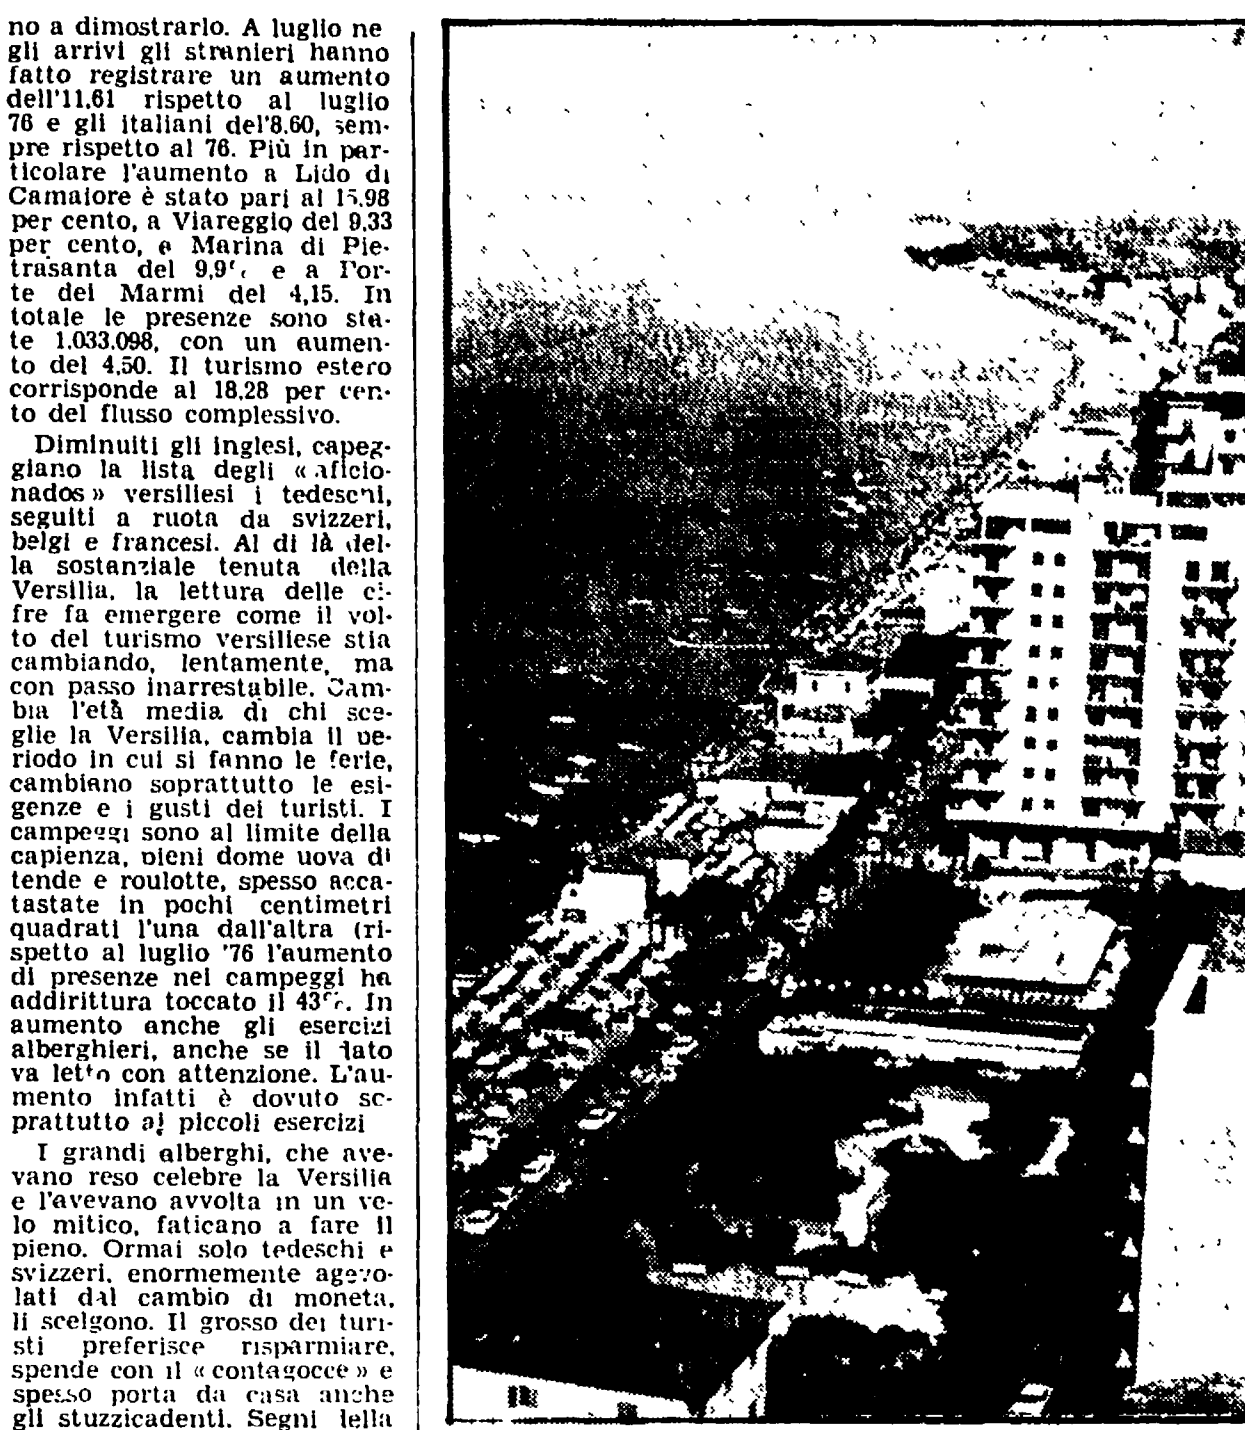 no a dimostrarlo. A luglio ne
gli arrivi gli stranieri hanno
fatto registrare un aumento
dell'11,61 rispetto al luglio
76 e gli italiani del'8.60, sem-
pre rispetto al 76. Più in par-
ticolare l'aumento a Lido di
Camaiore è stato pari al 15,98
per cento, a Viareggio del 9,33
per cento, a Marina di Pie-
trasanta del 9,9% e a For-
te dei Marmi del 4,15. In
totale le presenze sono sta-
te 1.033.098, con un aumen-
to del 4,50. Il turismo estero
corrisponde al 18,28 per cen-
to del flusso complessivo.
Diminuiti gli inglesi, capeg-
giano la lista degli « aficio-
nados » versiliesi i tedeschi,
seguiti a ruota da svizzeri,
belgi e francesi. Al di là del-
la sostanziale tenuta della
Versilia, la lettura delle ci-
fre fa emergere come il vol-
to del turismo versiliese stia
cambiando, lentamente, ma
con passo inarrestabile. Cam-
bia l'età media di chi sce-
glie la Versilia, cambia il pe-
riodo in cui si fanno le ferie,
cambiano soprattutto le esi-
genze e i gusti dei turisti. I
campeggi sono al limite della
capienza, pieni dome uova di
tende e roulotte, spesso acca-
tastate in pochi centimetri
quadrati l'una dall'altra (ri-
spetto al luglio '76 l'aumento
di presenze nei campeggi ha
addirittura toccato il 43%. In
aumento anche gli esercizi
alberghieri, anche se il dato
va letto con attenzione. L'au-
mento infatti è dovuto so-
prattutto ai piccoli esercizi
I grandi alberghi, che ave-
vano reso celebre la Versilia
e l'avevano avvolta in un ve-
lo mitico, faticano a fare il
pieno. Ormai solo tedeschi e
svizzeri, enormemente agevo-
lati dal cambio di moneta,
li scelgono. Il grosso dei turi-
sti preferisce risparmiare,
spende con il « contagocce » e
spesso porta da casa anche
gli stuzzicadenti. Segni della